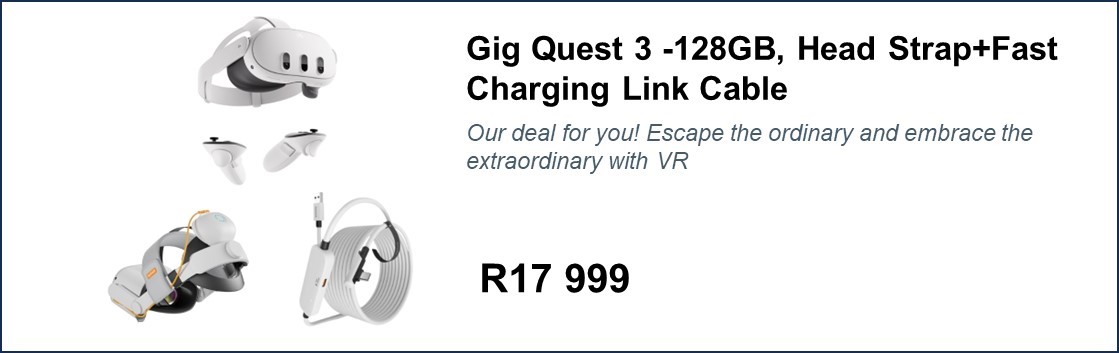 Gig Quest 3 -128GB, Head Strap+Fast
Charging Link Cable
Our deal for you! Escape the ordinary and embrace the
extraordinary with VR
R17 999